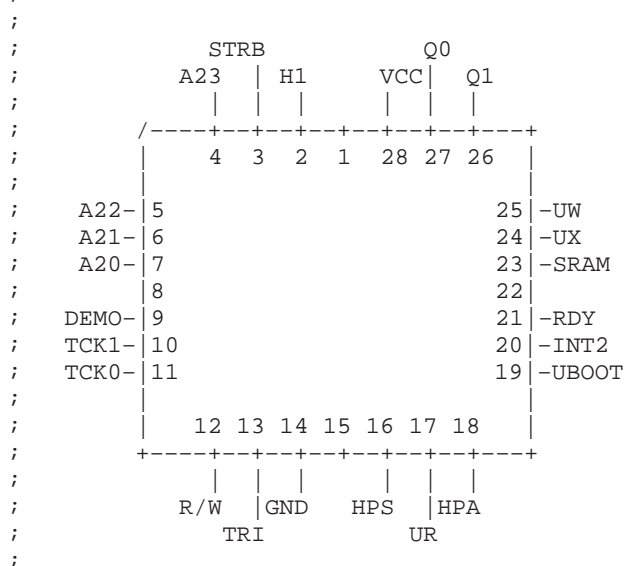 ;
;
;                STRB              Q0
;             A23  |  H1     VCC|  Q1
;              |  |  |     |  |  |
;         /----+--+--+--+--+--+--+---+
;         |    4  3  2  1  28 27 26  |
;         |                          |
;    A22-|5                        25|-UW
;    A21-|6                        24|-UX
;    A20-|7                        23|-SRAM
;         |8                        22|
;   DEMO-|9                        21|-RDY
;   TCK1-|10                       20|-INT2
;   TCK0-|11                       19|-UBOOT
;         |                          |
;         |   12 13 14 15 16 17 18   |
;         +----+--+--+--+--+--+--+---+
;              |  |  |     |  |  |
;            R/W  |GND   HPS  |HPA
;                TRI          UR
;